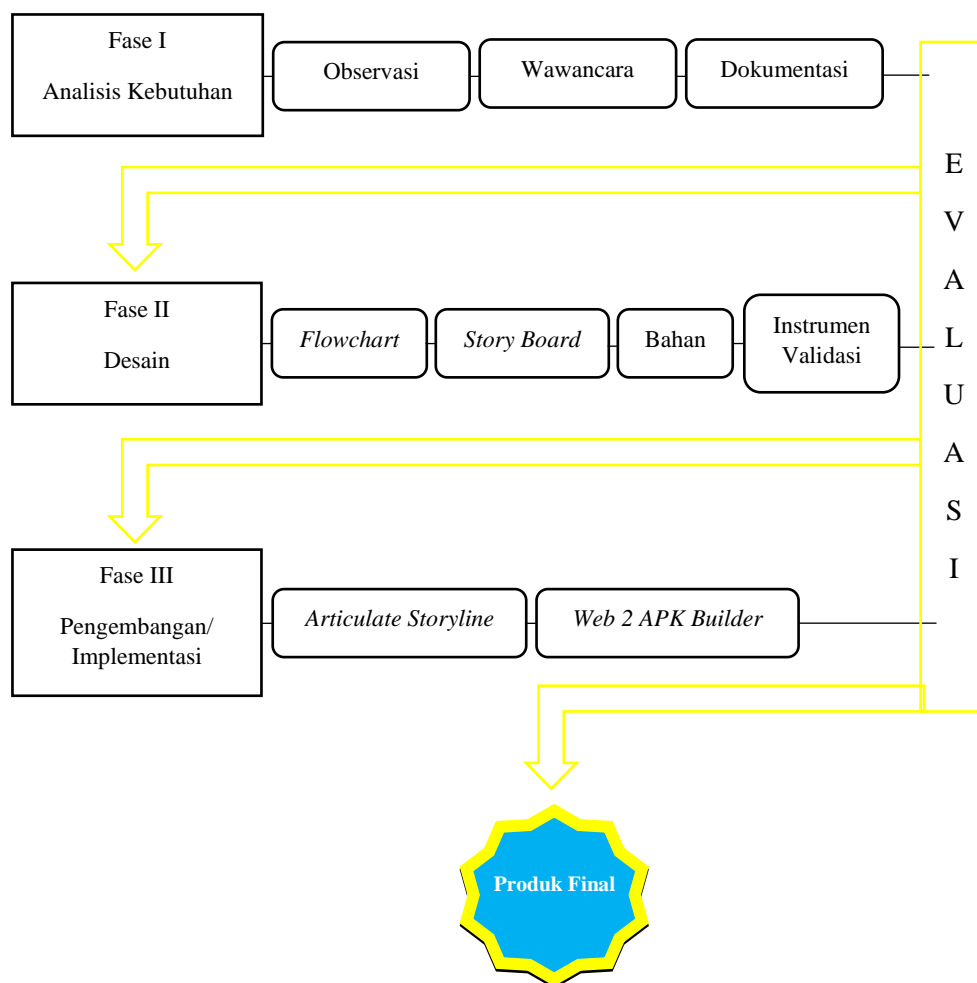 Fase I
Analisis Kebutuhan
Observasi
Wawancara
Dokumentasi
Fase II
Desain
Flowchart
Story Board
Bahan
Instrumen
Validasi
Fase III
Pengembangan/
Implementasi
Articulate Storyline
Web 2 APK Builder
E
V
A
L
U
A
S
I
Produk Final